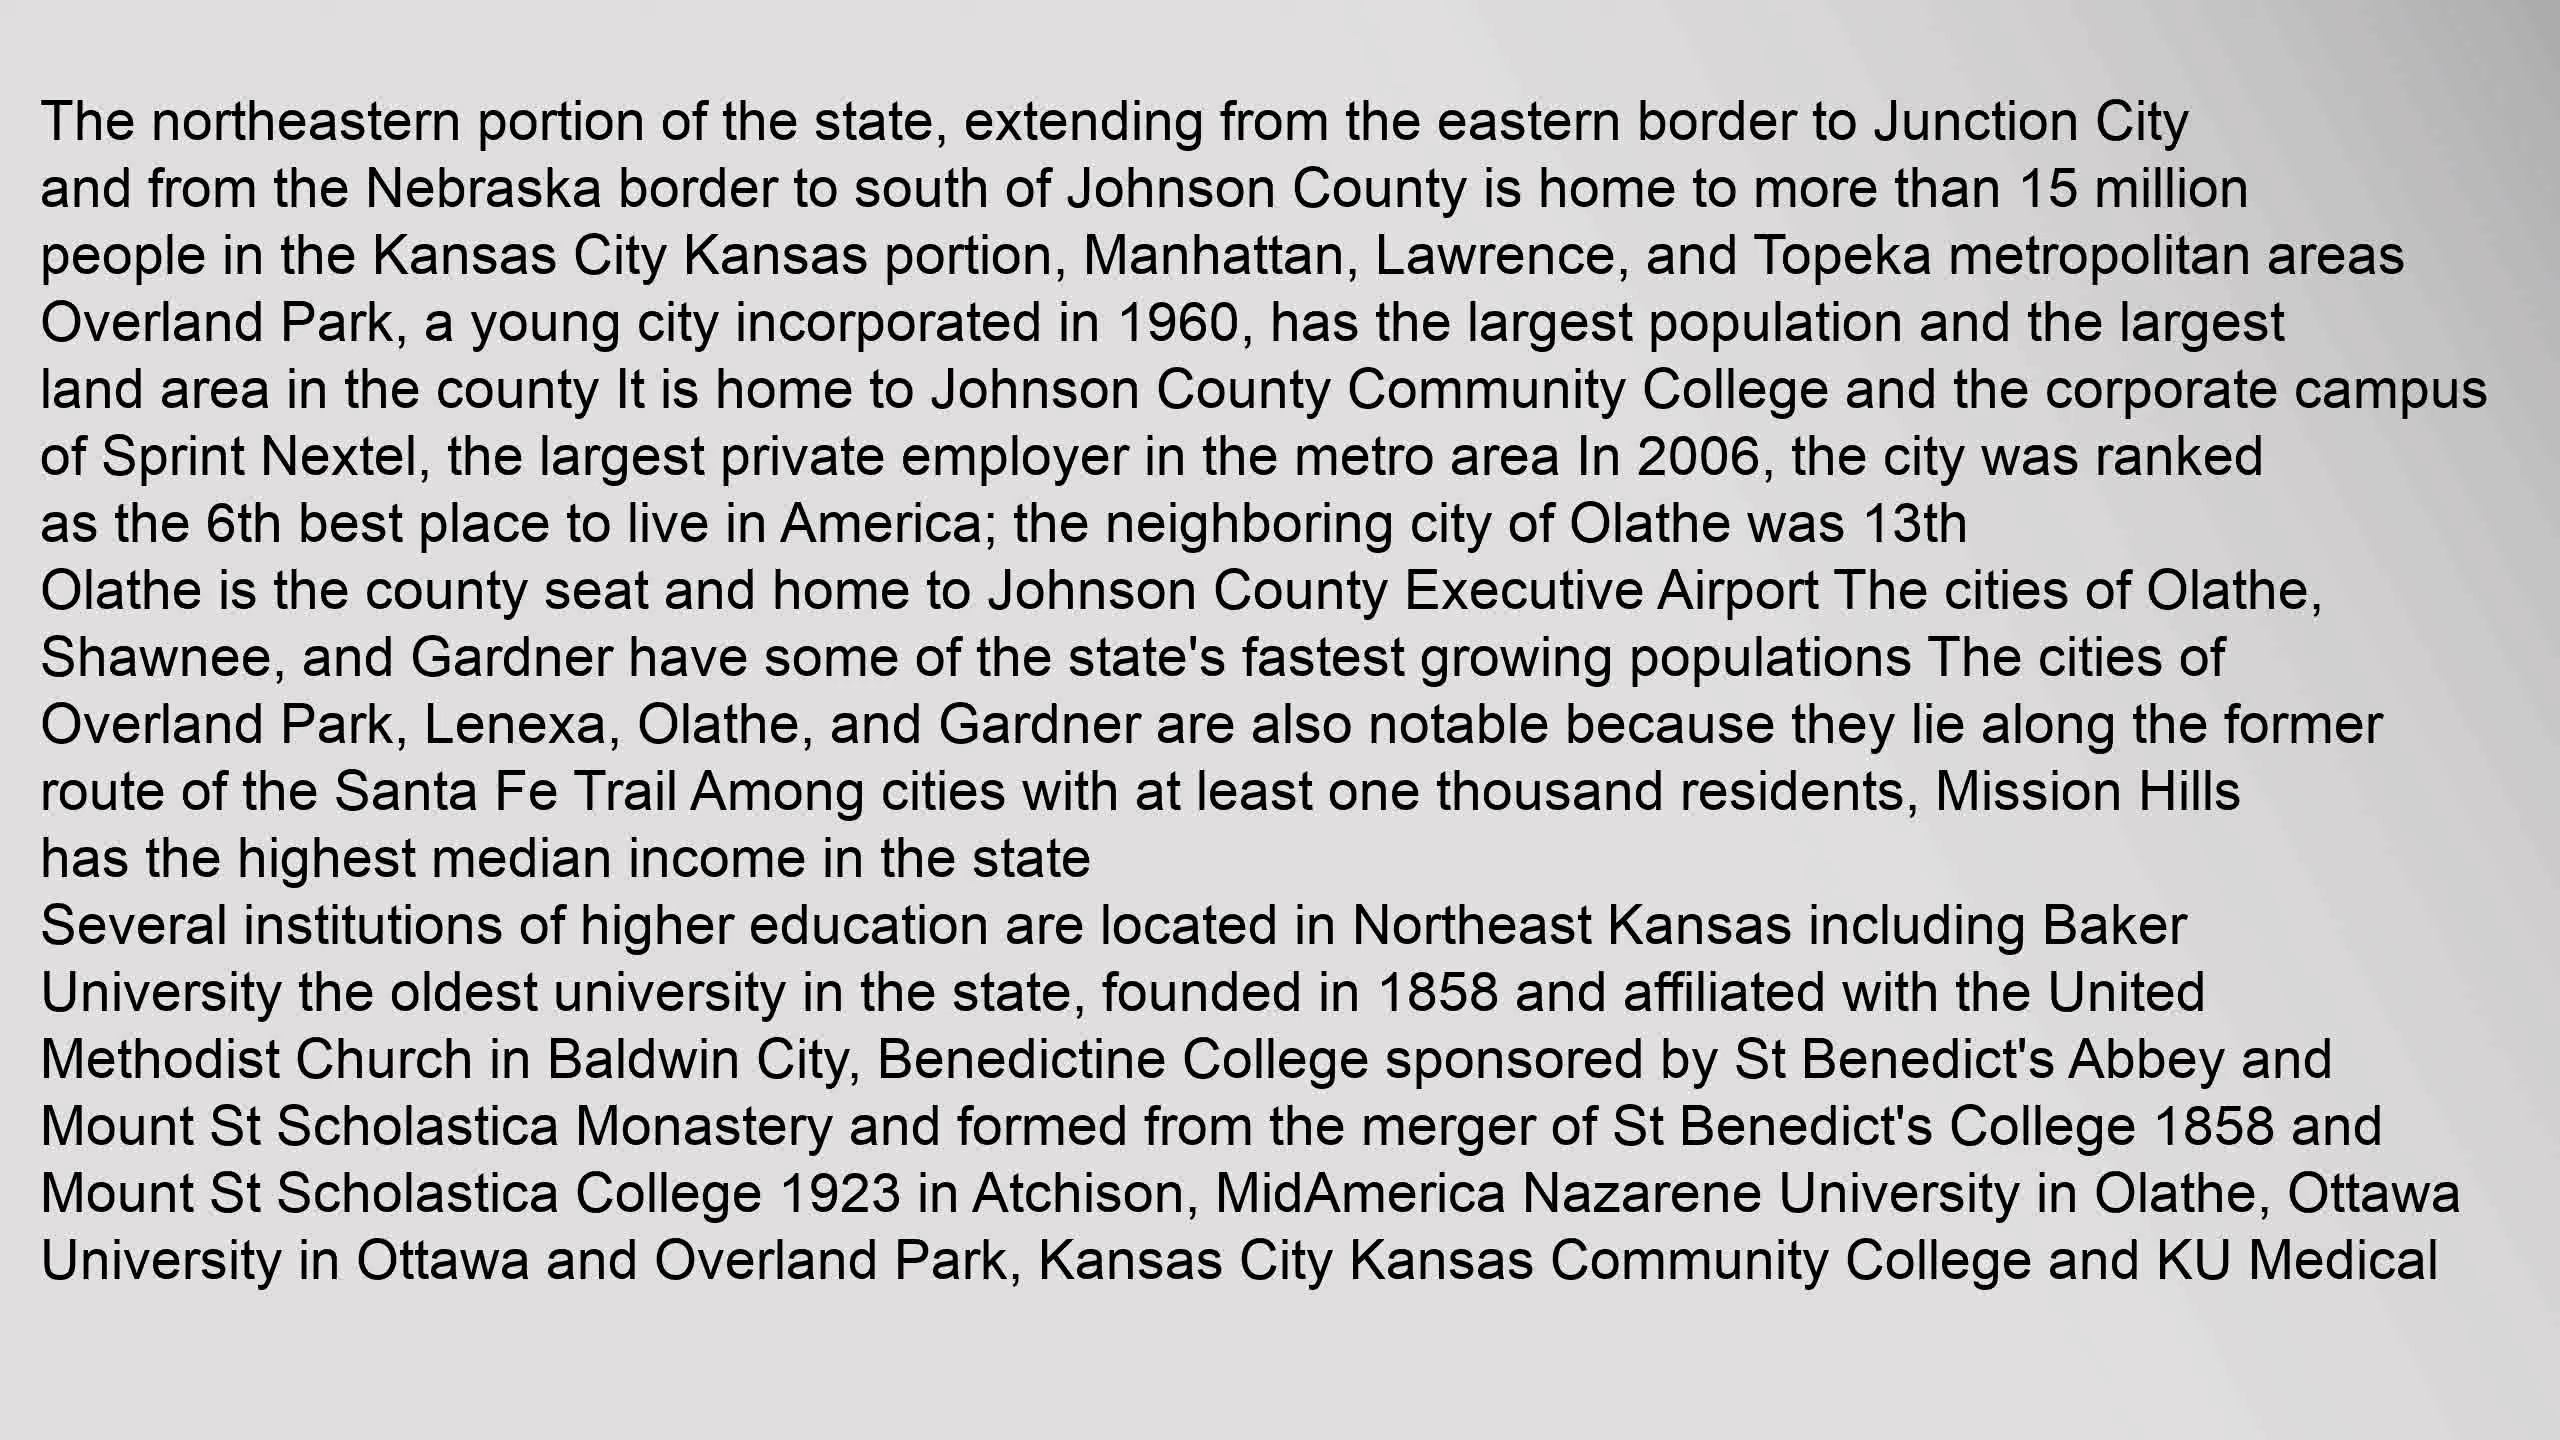 The northeastern portion of the state, extending from the eastern border to Junction City
and from the Nebraska border to south of Johnson County is home to more than 15 million
people in the Kansas City Kansas portion, Manhattan, Lawrence, and Topeka metropolitan areas
Overland Park, a young city incorporated in 1960, has the largest population and the largest
land area in the county It is home to Johnson County Community College and the corporate campus
of Sprint Nextel, the largest private employer in the metro area In 2006, the city was ranked
as the 6th best place to live in America; the neighboring city of Olathe was 13th
Olathe is the county seat and home to Johnson County Executive Airport The cities of Olathe,
Shawnee, and Gardner have some of the state's fastest growing populations The cities of
Overland Park, Lenexa, Olathe, and Gardner are also notable because they lie along the former
route of the Santa Fe Trail Among cities with at least one thousand residents, Mission Hills
has the highest median income in the state
Several institutions of higher education are located in Northeast Kansas including Baker
University the oldest university in the state, founded in 1858 and affiliated with the United
Methodist Church in Baldwin City, Benedictine College sponsored by St Benedict's Abbey and
Mount St Scholastica Monastery and formed from the merger of St Benedict's College 1858 and
Mount St Scholastica College 1923 in Atchison, MidAmerica Nazarene University in Olathe, Ottawa
University in Ottawa and Overland Park, Kansas City Kansas Community College and KU Medical